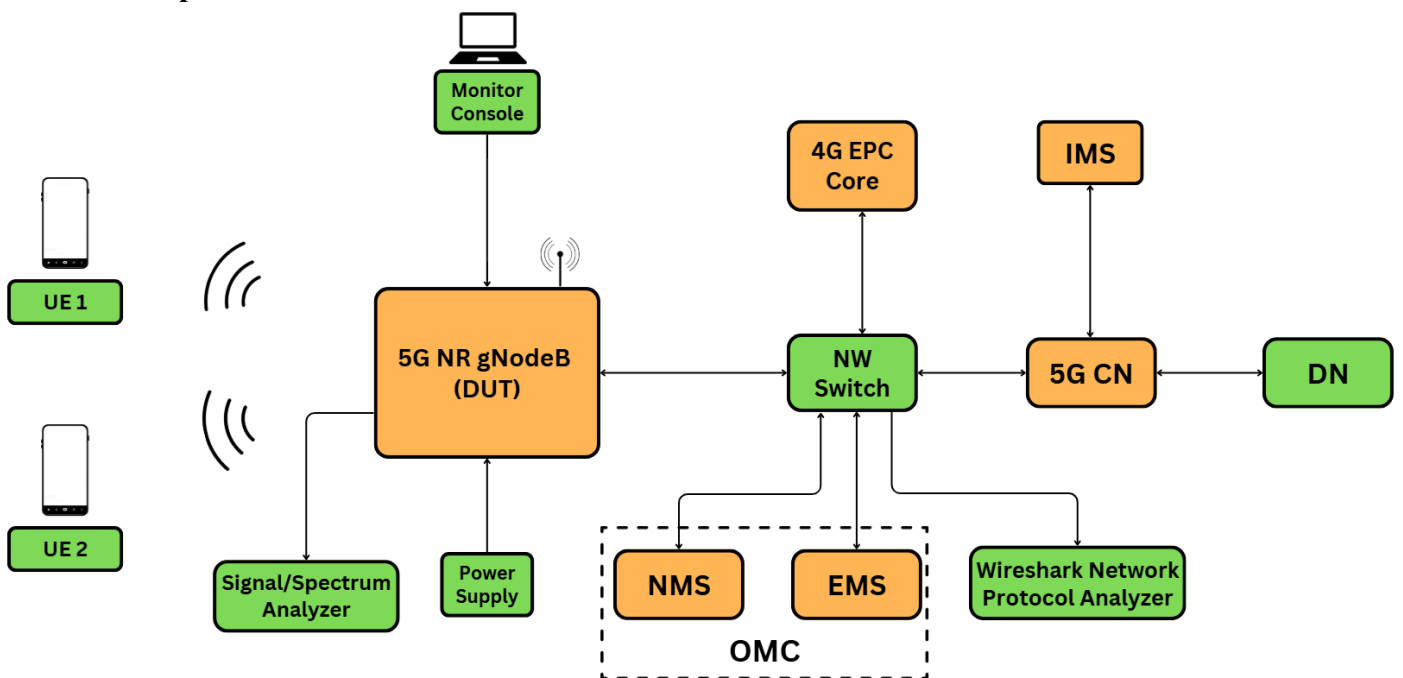 Monitor
Console
4G EPC
Core
IMS
UE 1
5G NR gNodeB
(DUT)
NW
Switch
5G CN
DN
UE 2
Signal/Spectrum
Analyzer
Power
Supply
NMS
EMS
Wireshark Network
Protocol Analyzer
OMC